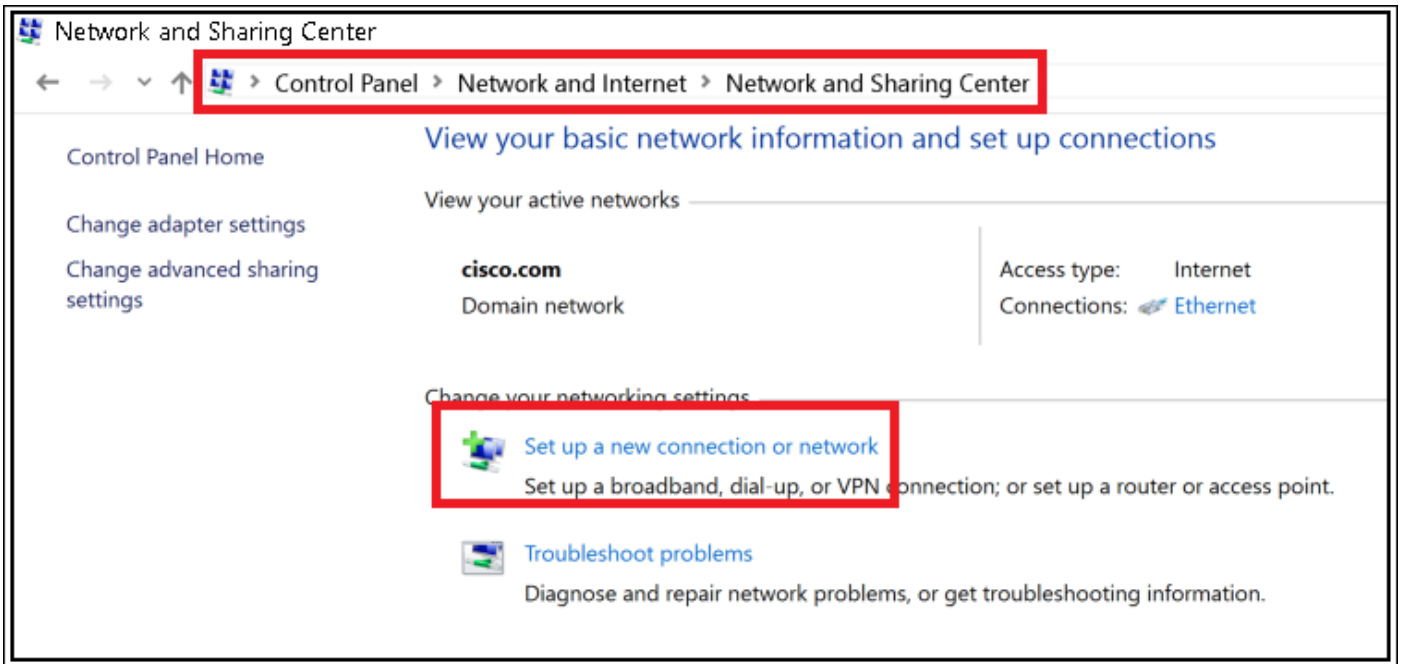 Network and Sharing Center
Control Panel > Network and Internet > Network and Sharing Center
Control Panel Home
Change adapter settings
Change advanced sharing
settings
View your basic network information and set up connections
View your active networks
cisco.com
Domain network
Access type: Internet
Connections: Ethernet
Change your networking settings
Set up a new connection or network
Set up a broadband, dial-up, or VPN connection; or set up a router or access point.
Troubleshoot problems
Diagnose and repair network problems, or get troubleshooting information.